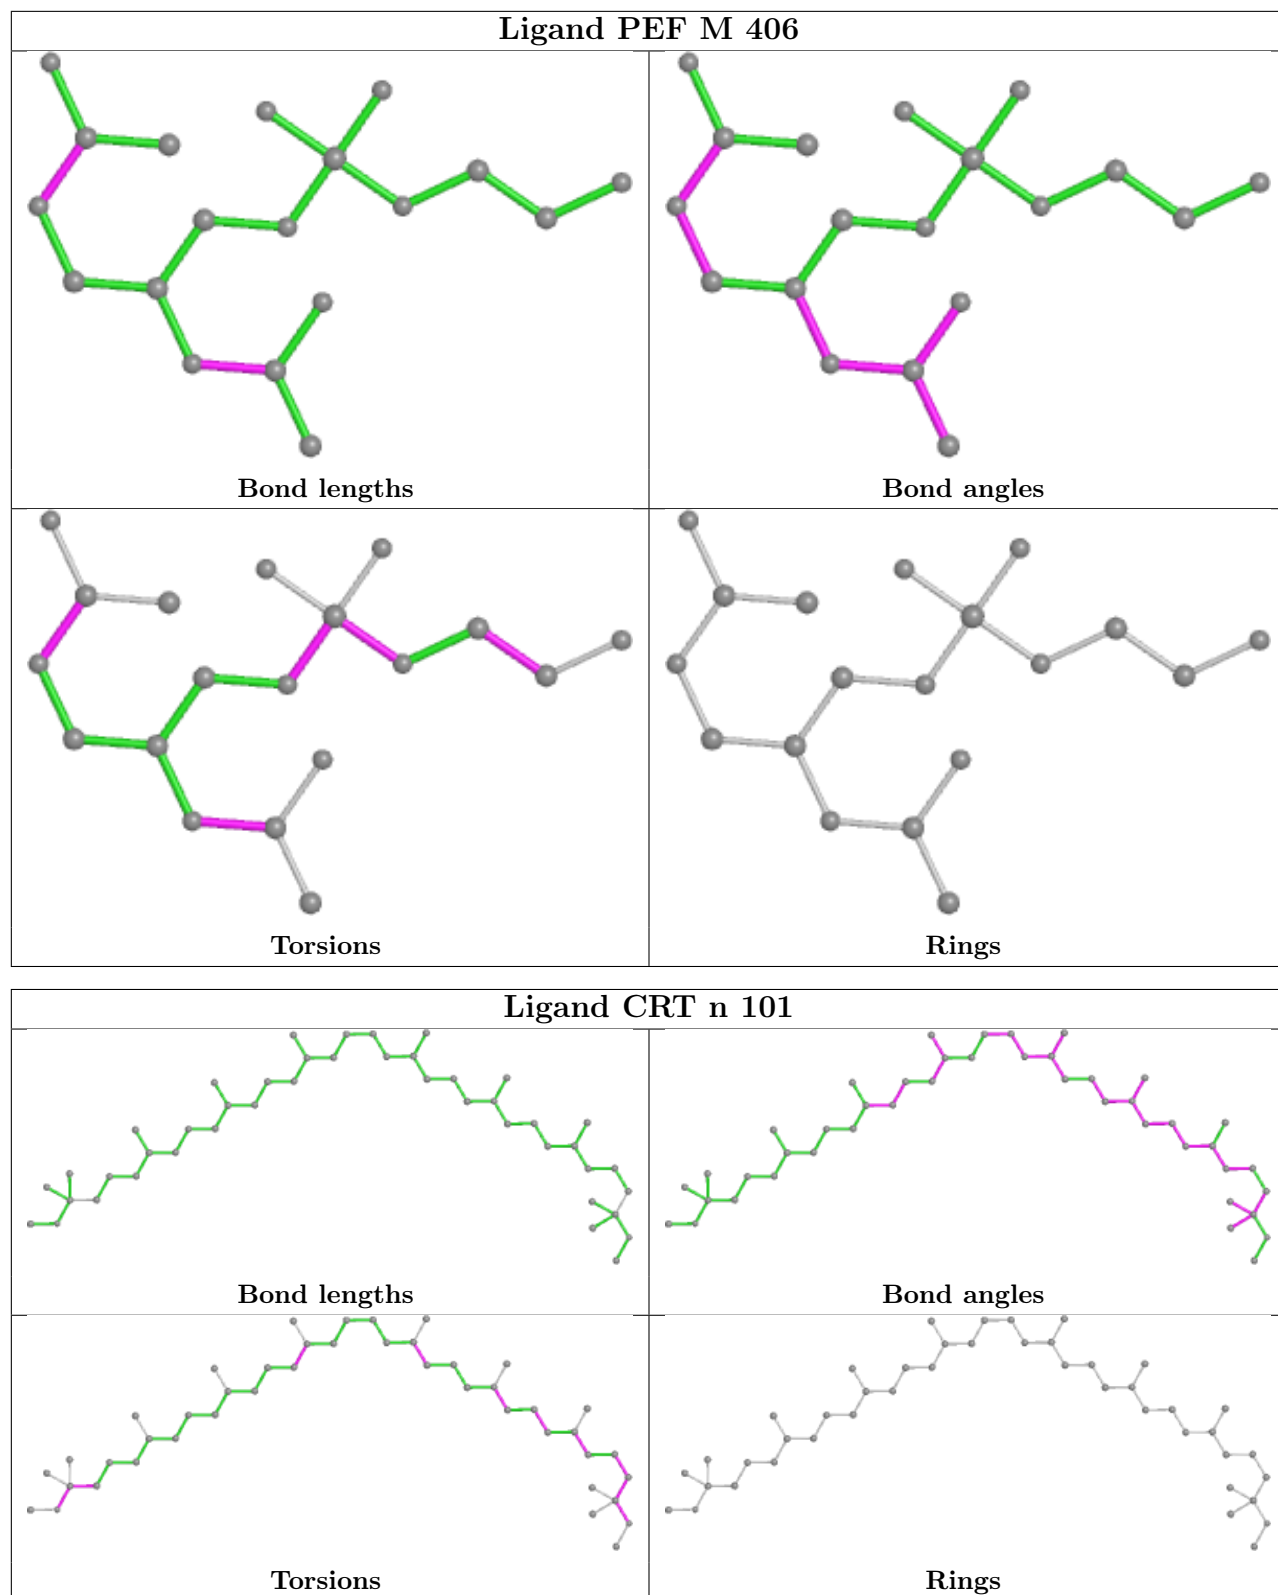 Ligand PEF M 406
Bond lengths
Bond angles
Torsions
Rings
Ligand CRT n 101
Bond lengths
Bond angles
Torsions
Rings